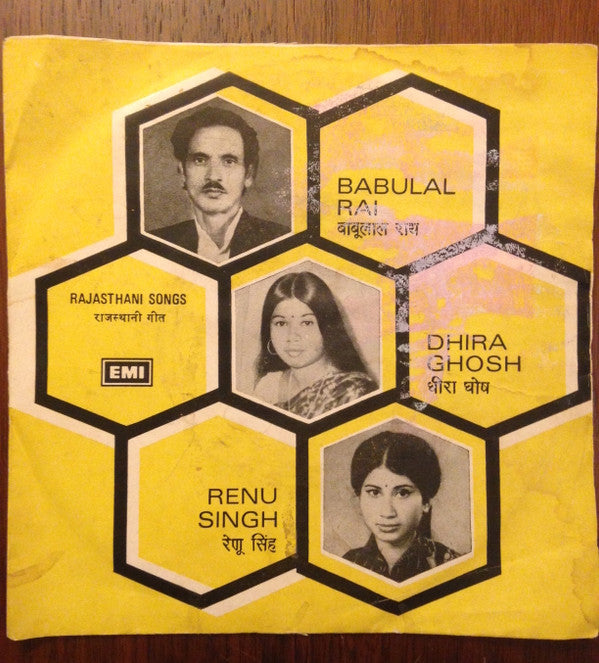 BABULAL
RAI
बाबूलाल राय
RAJASTHANI SONGS
राजस्थानी गीत
EMI
DHIRA
GHOSH
धीरा घोष
RENU
SINGH
रेणू सिंह